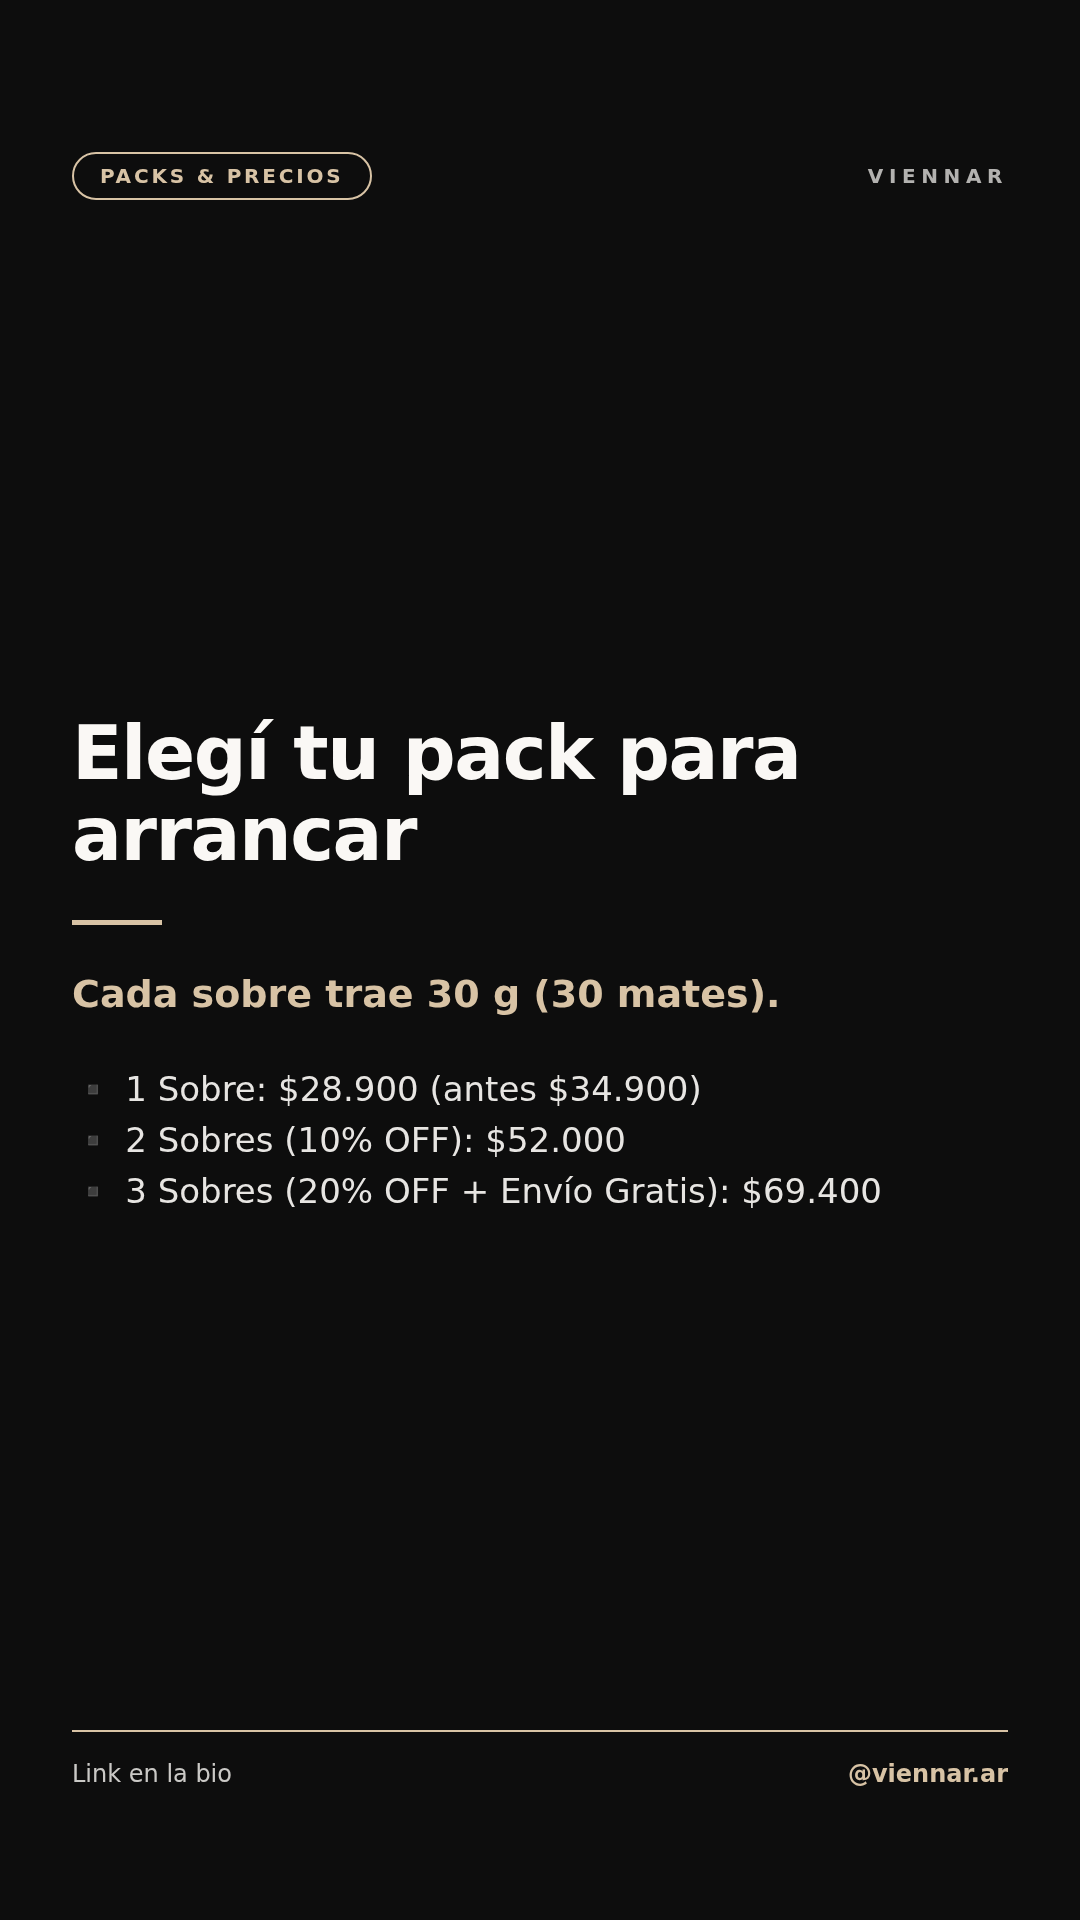 PACKS & PRECIOS
VIENNAR
Elegí tu pack para
arrancar
Cada sobre trae 30 g (30 mates).
▪ 1 Sobre: $28.900 (antes $34.900)
▪ 2 Sobres (10% OFF): $52.000
▪ 3 Sobres (20% OFF + Envío Gratis): $69.400
Link en la bio
@viennar.ar